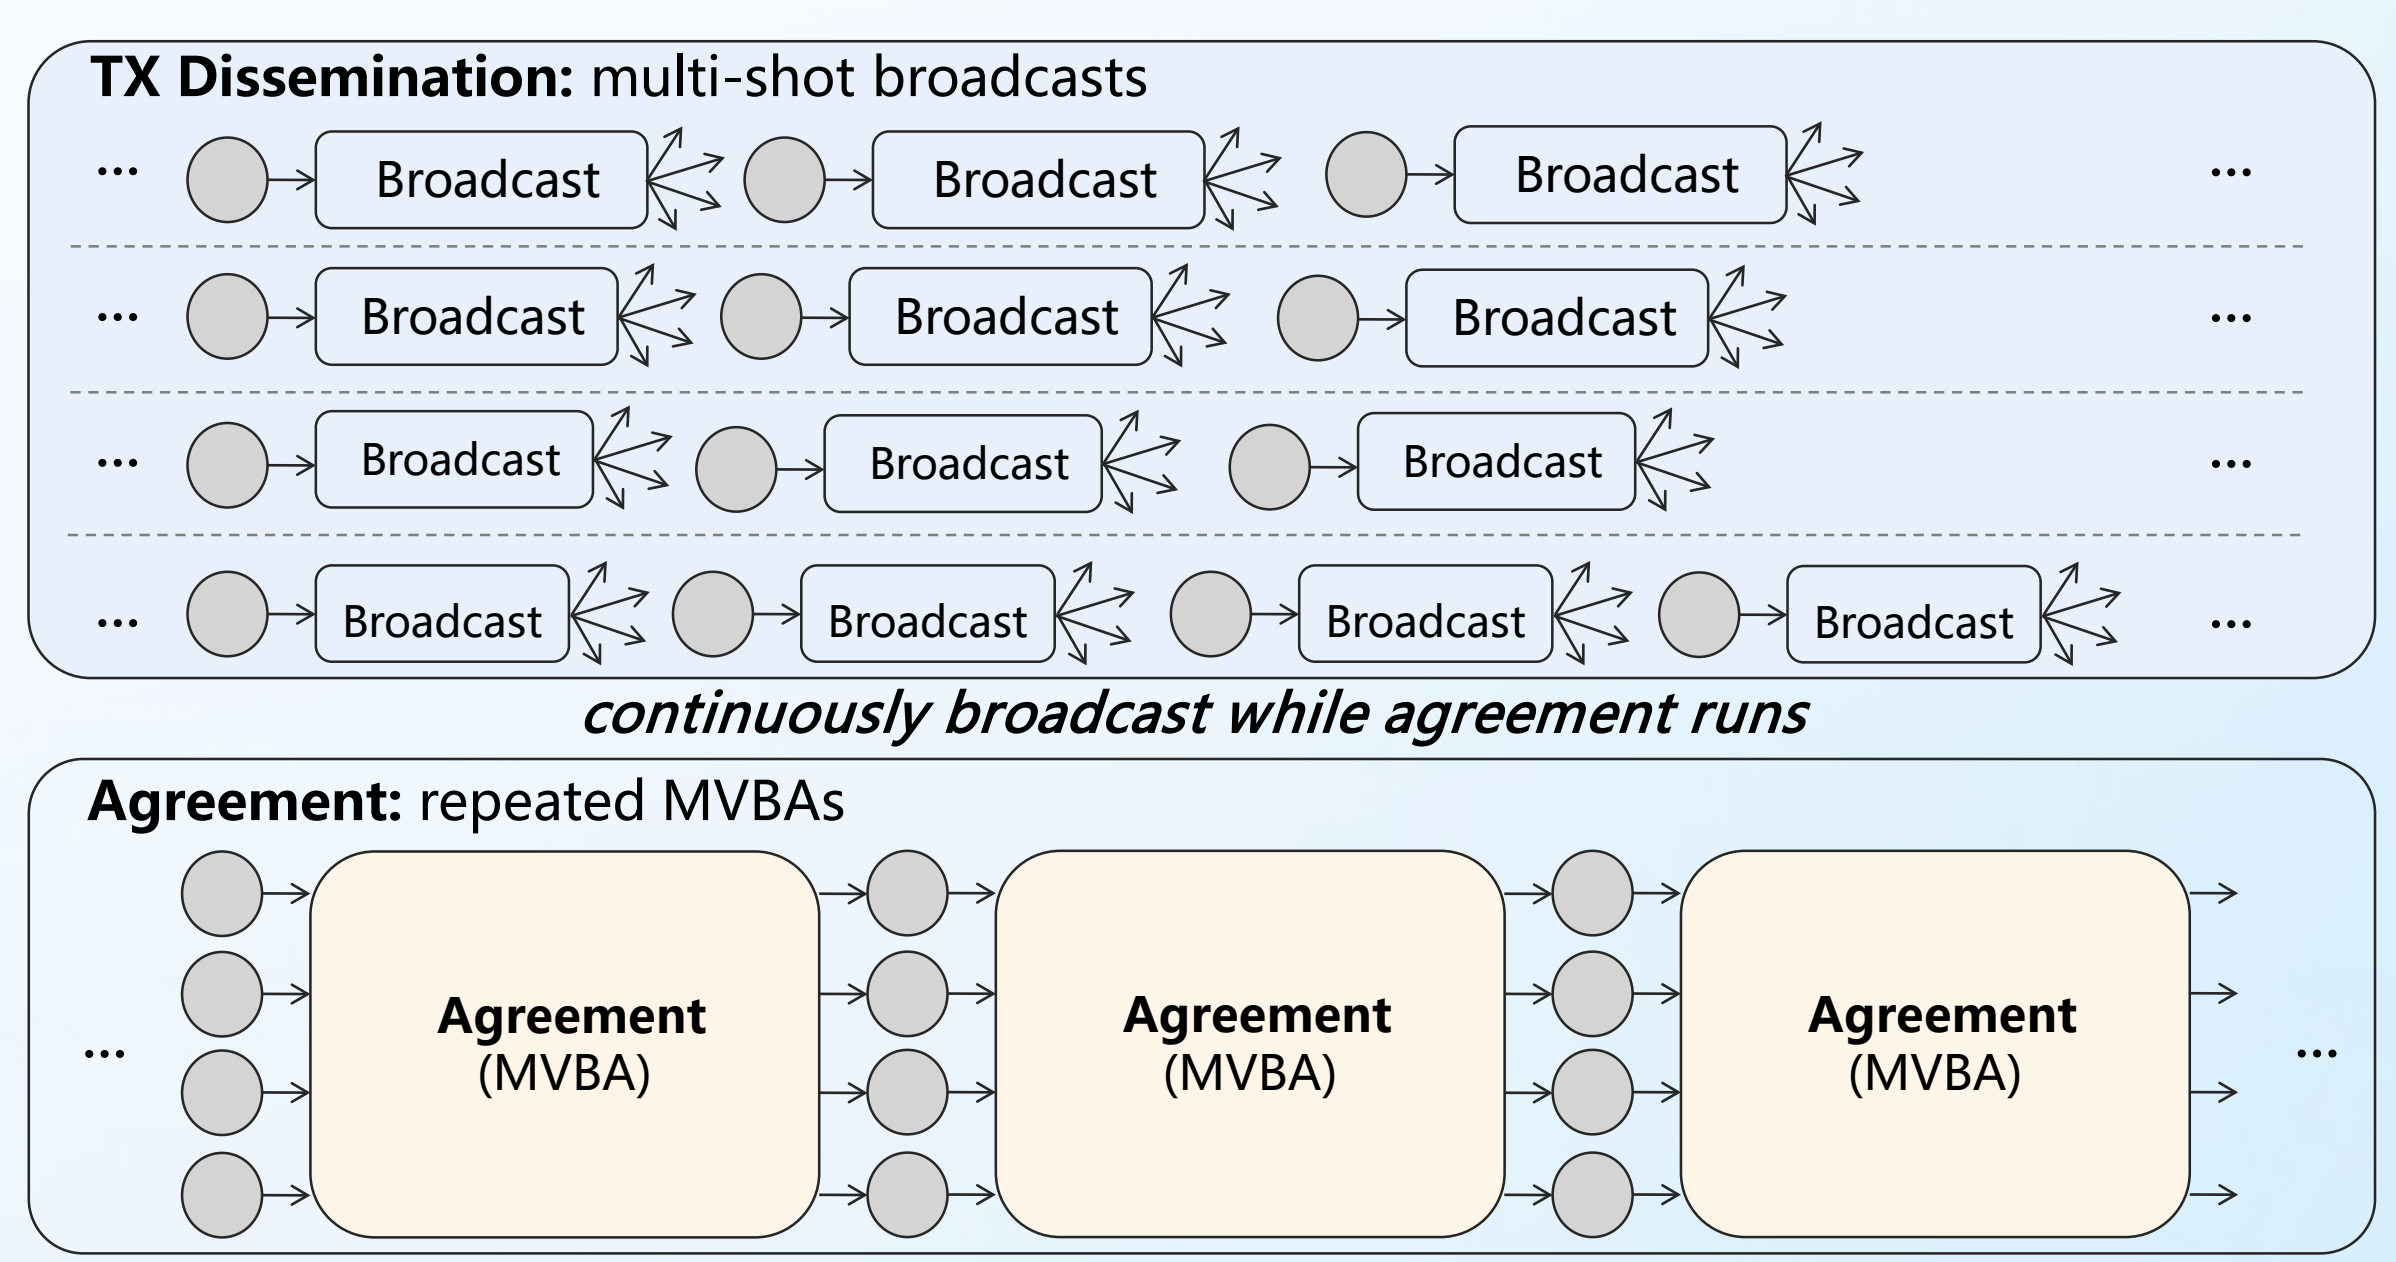 TX Dissemination: multi-shot broadcasts
... Broadcast Broadcast Broadcast ...
... Broadcast Broadcast Broadcast ...
... Broadcast Broadcast Broadcast ...
... Broadcast Broadcast Broadcast Broadcast ...
continuously broadcast while agreement runs
Agreement: repeated MVBAs
Agreement Agreement Agreement
... (MVBA) (MVBA) (MVBA) ...